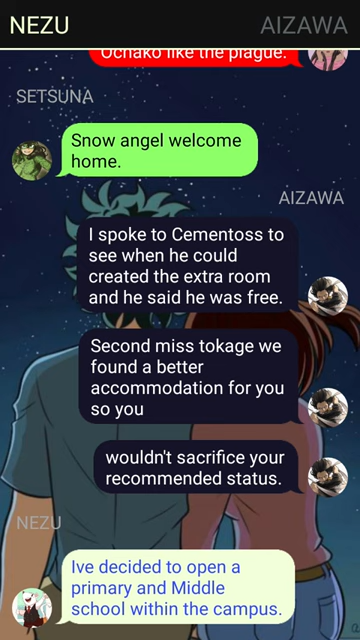 NEZU
AIZAWA
Ochako like the plague.
SETSUNA
Snow angel welcome
home.
AIZAWA
I spoke to Cementoss to
see when he could
created the extra room
and he said he was free.
Second miss tokage we
found a better
accommodation for you
so you
wouldn't sacrifice your
recommended status.
NEZU
Ive decided to open a
primary and Middle
school within the campus.